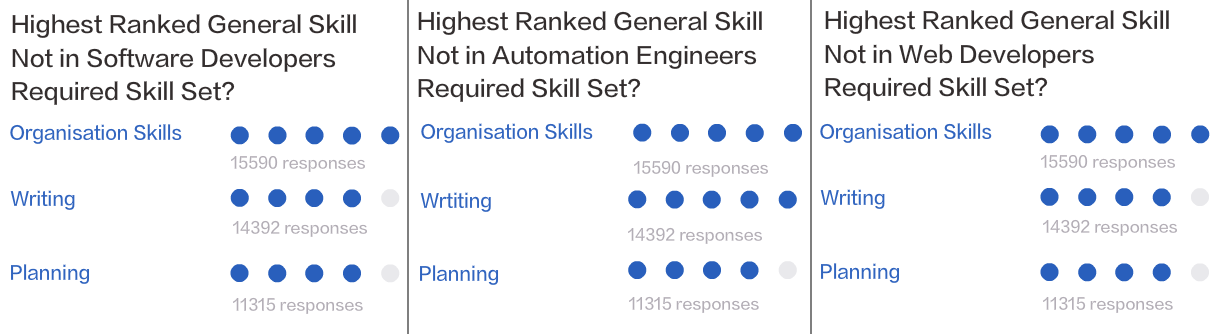 Highest Ranked General Skill
Not in Software Developers
Required Skill Set?
Organisation Skills
15590 responses
Writing
14392 responses
Planning
11315 responses
Highest Ranked General Skill
Not in Automation Engineers
Required Skill Set?
Organisation Skills
15590 responses
Wrtiting
14392 responses
Planning
11315 responses
Highest Ranked General Skill
Not in Web Developers
Required Skill Set?
Organisation Skills
15590 responses
Writing
14392 responses
Planning
11315 responses